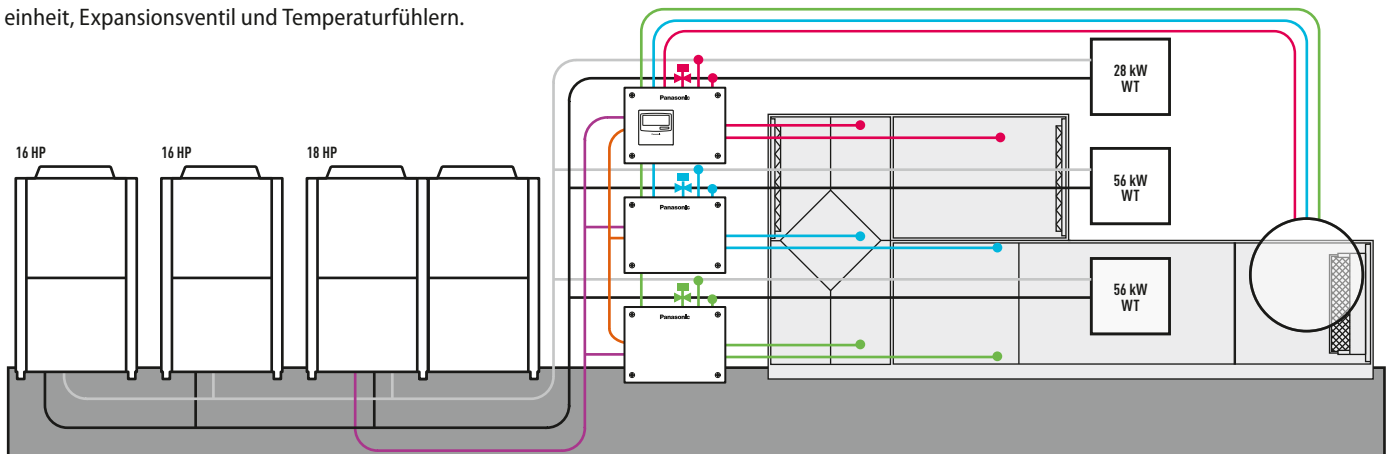 einheit, Expansionsventil und Temperaturfühlern.
16 HP
16 HP
18 HP
Panasonic
Panasonic
Panasonic
28 kW
WT
56 kW
WT
56 kW
WT